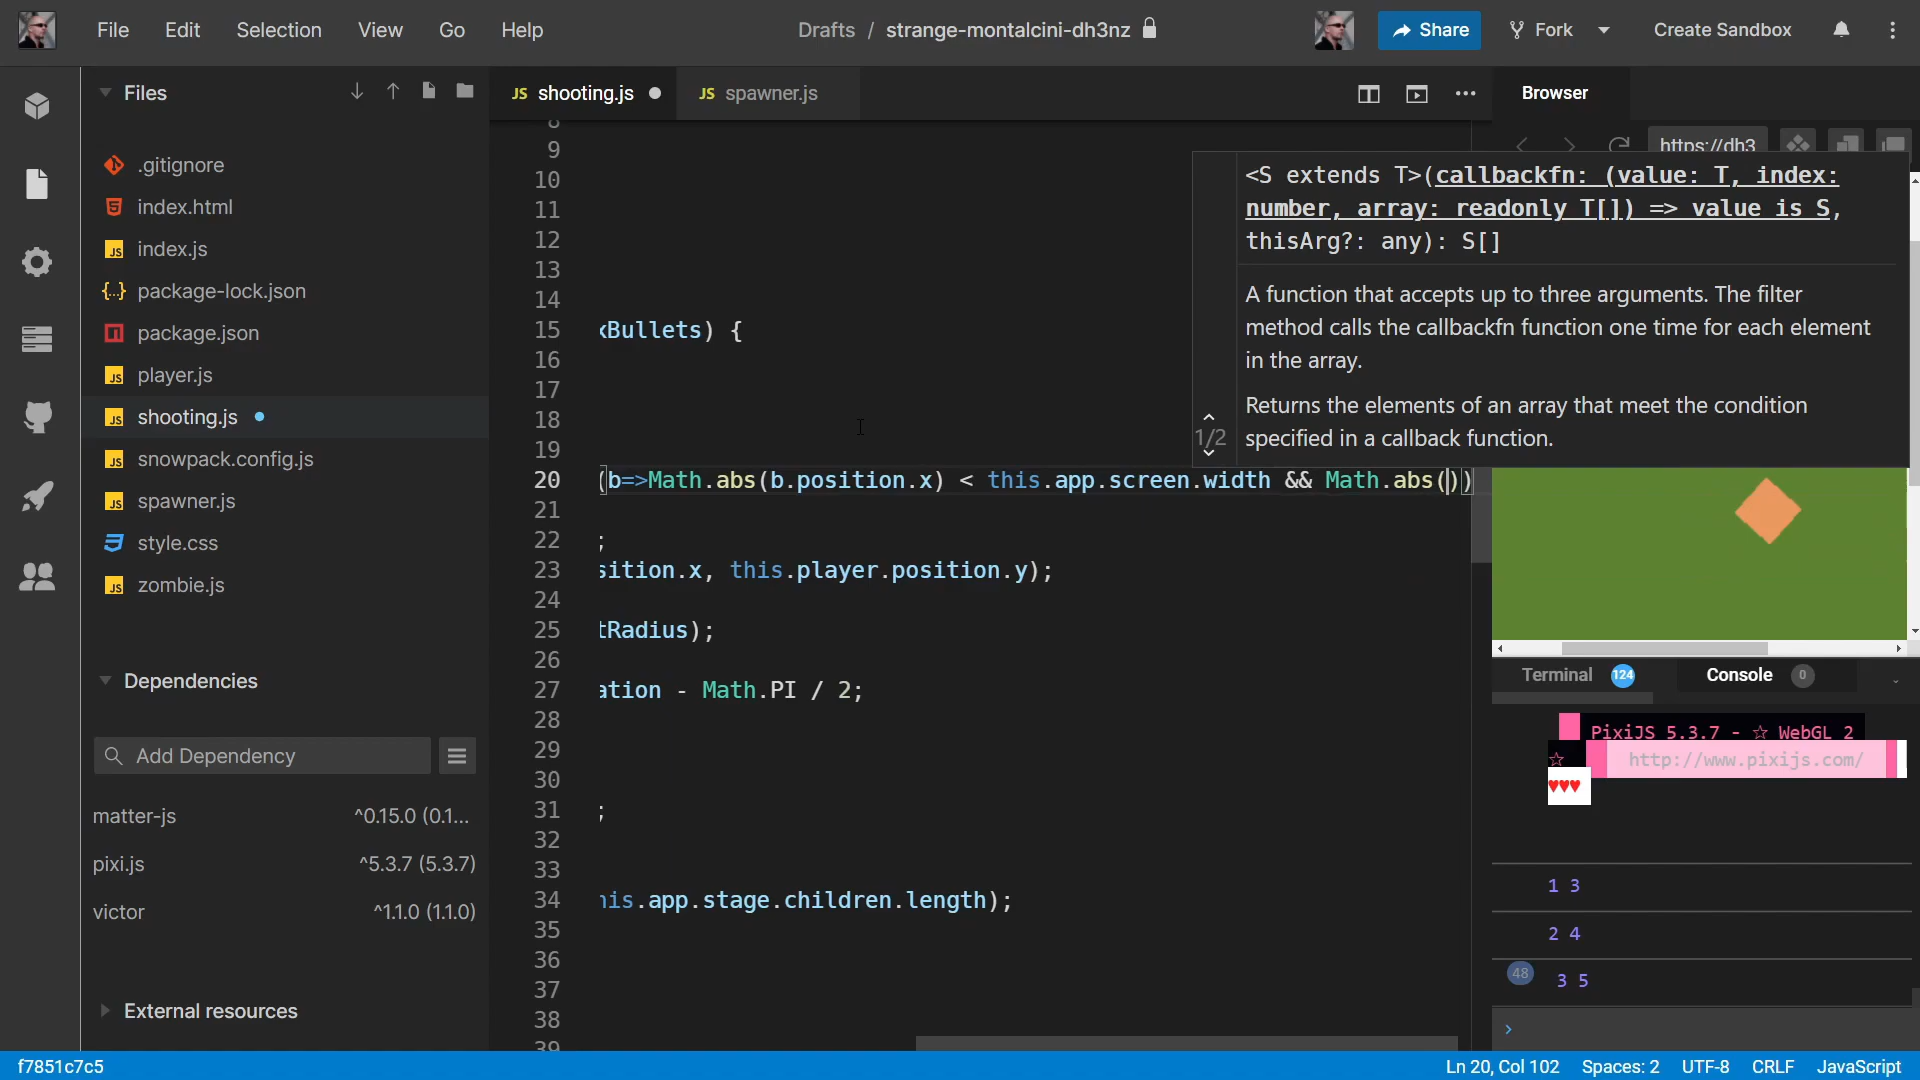 File Edit Selection View Go Help
Drafts / strange-montalcini-dh3nz
Share Fork Create Sandbox
Files
.gitignore
index.html
index.js
package-lock.json
package.json
player.js
shooting.js
snowpack.config.js
spawner.js
style.css
zombie.js
Dependencies
Add Dependency
matter-js ^0.15.0 (0.1...
pixi.js ^5.3.7 (5.3.7)
victor ^1.1.0 (1.1.0)
External resources
JS shooting.js JS spawner.js
8
9
10
11
12
13
14
15 xBullets) {
16
17
18
19
20 (b=>Math.abs(b.position.x) < this.app.screen.width && Math.abs())
21
22 ;
23 sition.x, this.player.position.y);
24
25 tRadius);
26
27 ation - Math.PI / 2;
28
29
30
31 ;
32
33
34 his.app.stage.children.length);
35
36
37
38
39
Browser
https://dh3
<S extends T>(callbackfn: (value: T, index:
number, array: readonly T[]) => value is S,
thisArg?: any): S[]
A function that accepts up to three arguments. The filter
method calls the callbackfn function one time for each element
in the array.
Returns the elements of an array that meet the condition
1/2 specified in a callback function.
Terminal 124 Console 0
PixiJS 5.3.7 - ☆ WebGL 2
☆ http://www.pixijs.com/
♥♥♥
1 3
2 4
48 3 5
›
f7851c7c5 Ln 20, Col 102 Spaces: 2 UTF-8 CRLF JavaScript